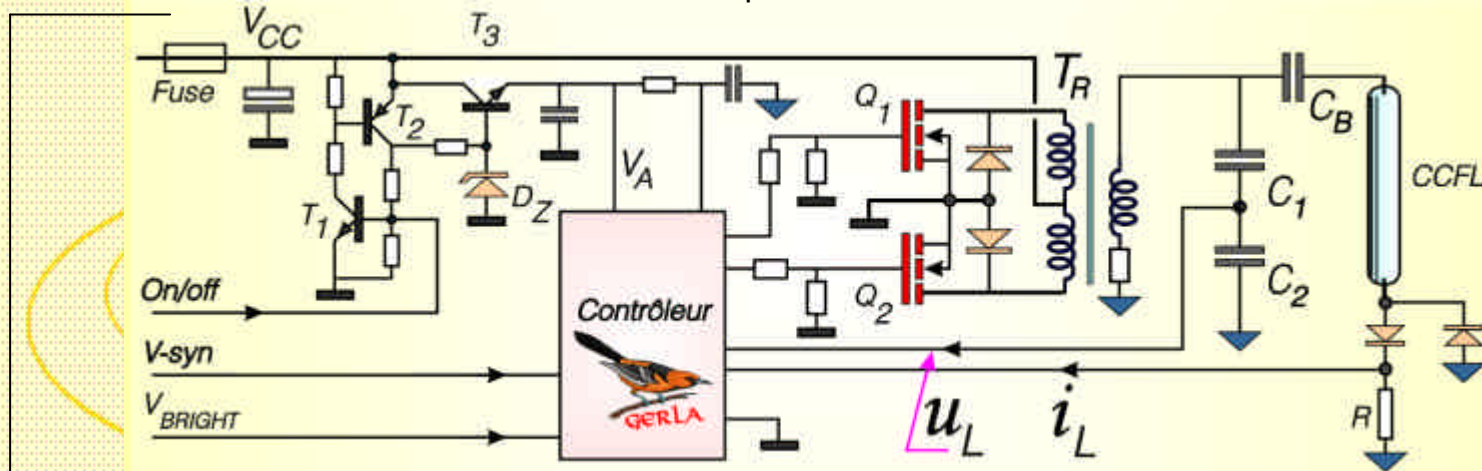 V_CC
T_3
Fuse
T_2
T_R
Q_1
C_B
V_A
D_Z
CCFL
T_1
C_1
On/off
Q_2
C_2
Contrôleur
V-syn
V_BRIGHT
GERLA
u_L
i_L
R